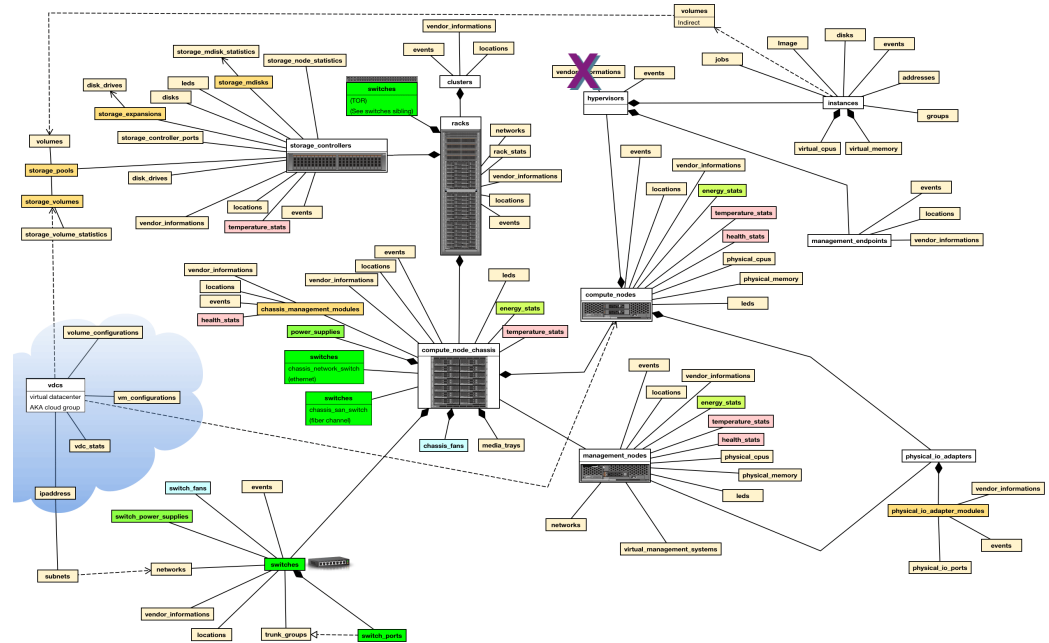 volumes
Indirect
disks
Image
events
jobs
addresses
instances
groups
virtual_cpus
virtual_memory
vendor_informations
events
locations
clusters
storage_mdisk_statistics
storage_node_statistics
leds
storage_mdisks
disk_drives
disks
storage_expansions
storage_controller_ports
volumes
storage_controllers
storage_pools
disk_drives
storage_volumes
locations
events
vendor_informations
temperature_stats
storage_volume_statistics
switches
(TOR)
(See switches sibling)
racks
networks
rack_stats
vendor_informations
locations
events
X
vendor_informations
events
hypervisors
events
vendor_informations
locations
energy_stats
temperature_stats
health_stats
physical_cpus
physical_memory
leds
compute_nodes
events
locations
management_endpoints
vendor_informations
events
locations
vendor_informations
vendor_informations
locations
events
chassis_management_modules
health_stats
leds
energy_stats
power_supplies
temperature_stats
compute_node_chassis
switches
chassis_network_switch
(ethernet)
switches
chassis_san_switch
(fiber channel)
chassis_fans
media_trays
volume_configurations
vdcs
virtual datacenter
AKA cloud group
vm_configurations
vdc_stats
ipaddress
subnets
events
vendor_informations
locations
energy_stats
temperature_stats
health_stats
management_nodes
physical_cpus
physical_memory
leds
networks
virtual_management_systems
physical_io_adapters
vendor_informations
physical_io_adapter_modules
events
physical_io_ports
switch_fans
events
switch_power_supplies
networks
switches
vendor_informations
locations
trunk_groups
switch_ports